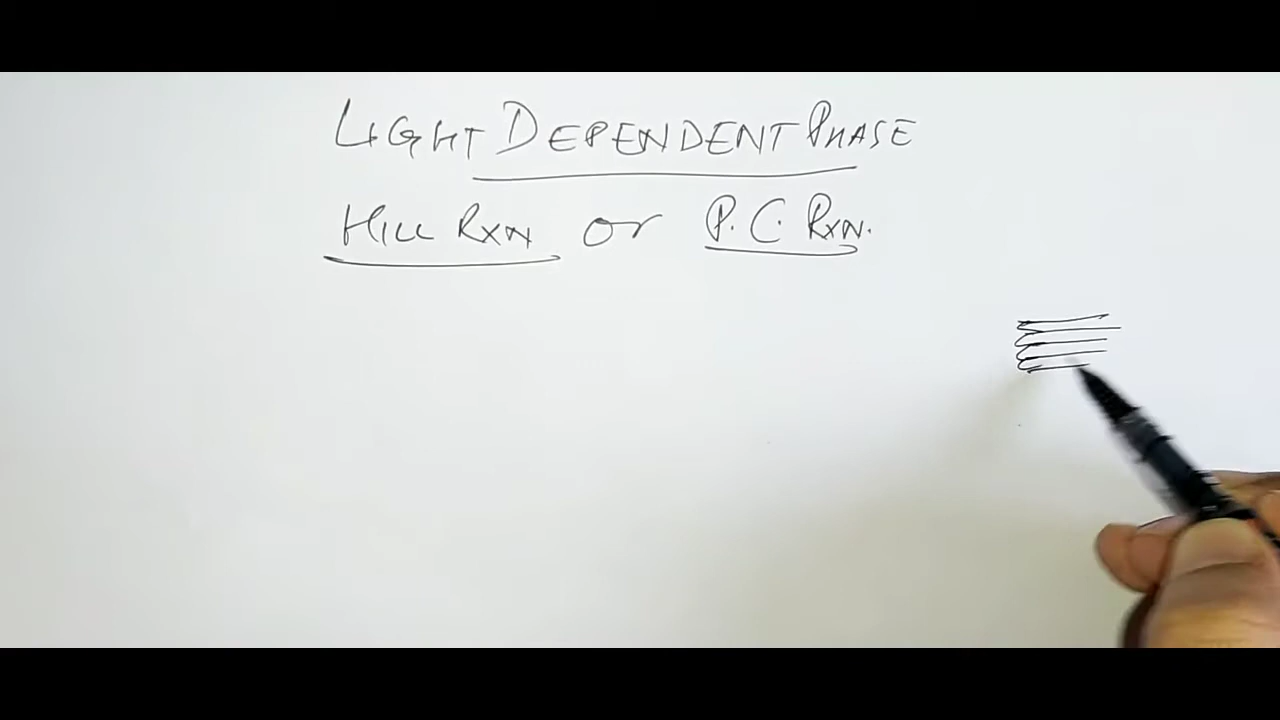 LIGHT DEPENDENT PHASE
HILL RXN or P.C. RXN.